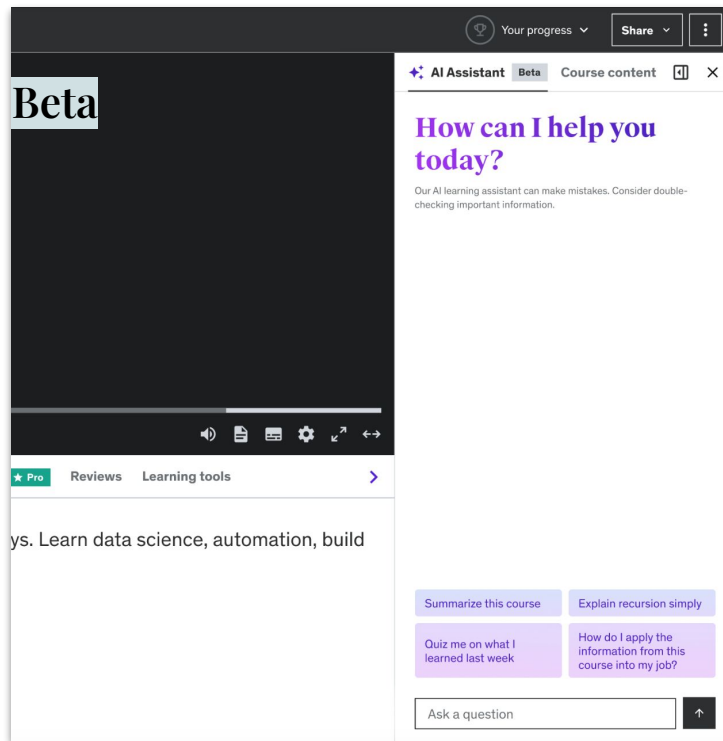 Your progress
Share
AI Assistant Beta Course content
Beta
How can I help you
today?
Our AI learning assistant can make mistakes. Consider double-
checking important information.
Pro Reviews Learning tools
ys. Learn data science, automation, build
Summarize this course
Explain recursion simply
Quiz me on what I
learned last week
How do I apply the
information from this
course into my job?
Ask a question